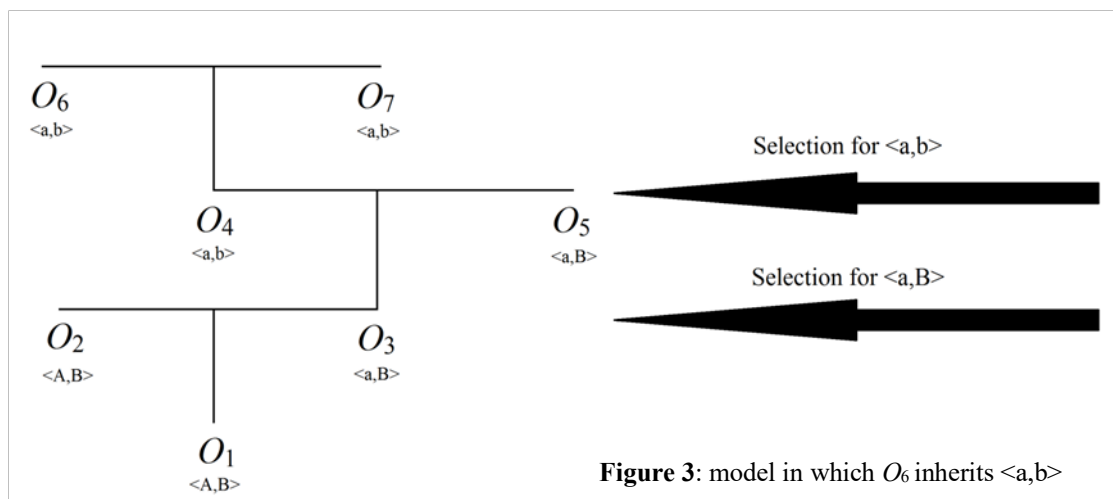 O6 O7
<a,b> <a,b>
Selection for <a,b>
O4 O5
<a,b> <a,B>
Selection for <a,B>
O2 O3
<A,B> <a,B>
O1
<A,B>
Figure 3: model in which O6 inherits <a,b>